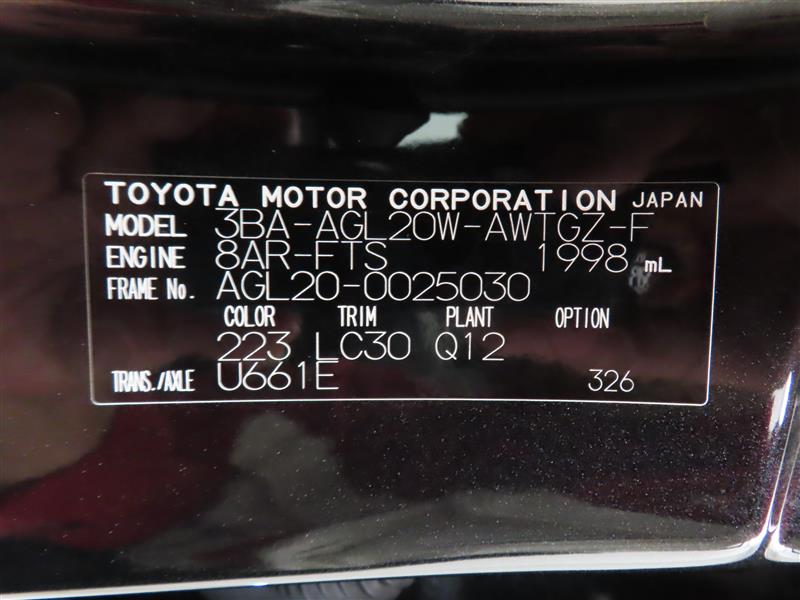 TOYOTA MOTOR CORPORATION JAPAN
MODEL 3BA-AGL20W-AWTGZ-F
ENGINE 8AR-FTS 1998 mL
FRAME No. AGL20-0025030
COLOR TRIM PLANT OPTION
223 LC30 Q12
TRANS./AXLE U661E 326